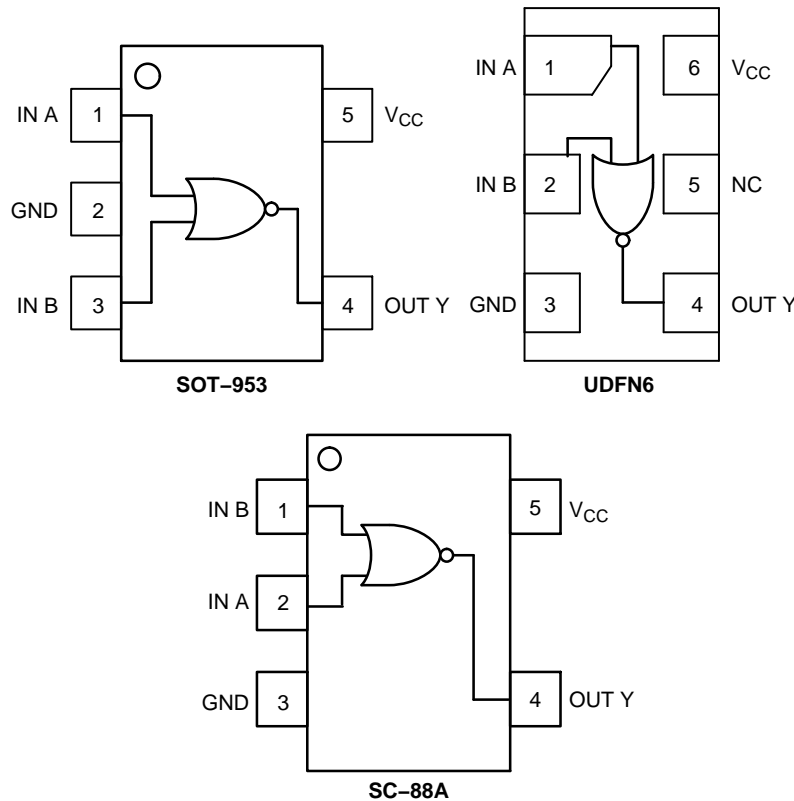 IN A 1 5 VCC
GND 2
IN B 3 4 OUT Y
SOT–953
IN A 1 6 VCC
IN B 2 5 NC
GND 3 4 OUT Y
UDFN6
IN B 1 5 VCC
IN A 2
GND 3 4 OUT Y
SC–88A